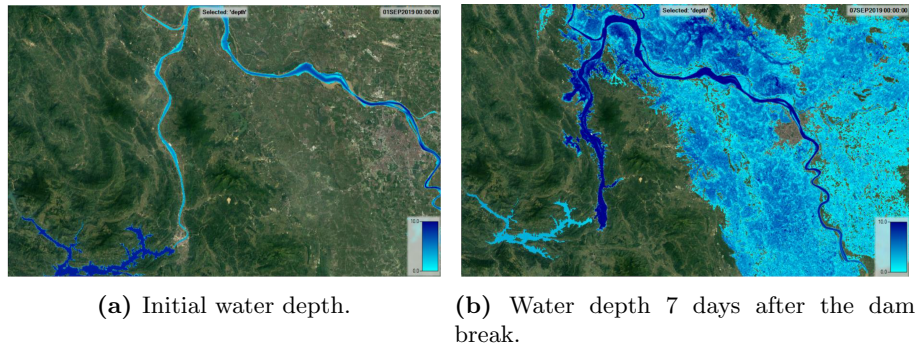 Selected: 'depth'
01SEP2019 00:00:00
10.0
0.0
Selected: 'depth'
07SEP2019 00:00:00
10.0
0.0
(a) Initial water depth.
(b) Water depth 7 days after the dam
break.